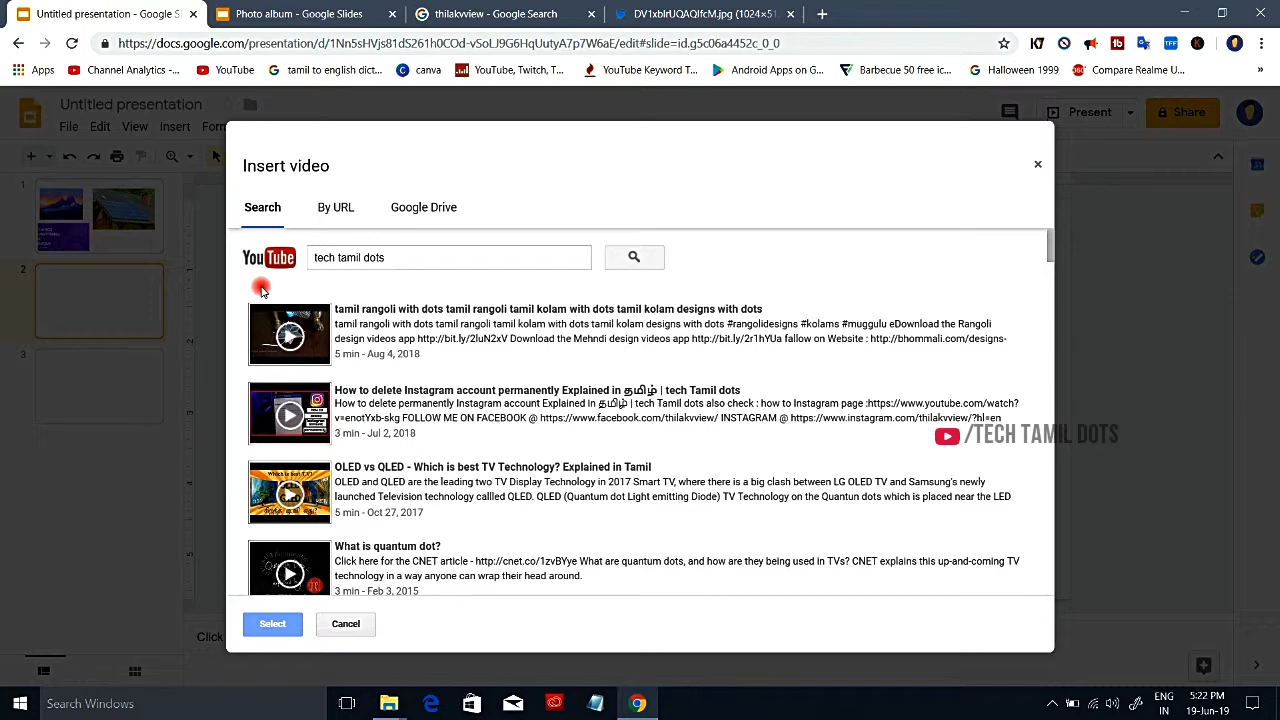 Untitled presentation - Google S
Photo album - Google Slides
thilakvview - Google Search
DV1xblrUQAQIfcM.jpg (1024×51
https://docs.google.com/presentation/d/1Nn5sHVjs81dS261h0COd-vSoLJ9G6HqUutyA7p7W6aE/edit#slide=id.g5c06a4452c_0_0
Apps
Channel Analytics -...
YouTube
tamil to english dict...
canva
YouTube, Twitch, T...
YouTube Keyword T...
Android Apps on G...
Barbecue 50 free ic...
Halloween 1999
Compare Realme U...
Untitled presentation
File Edit View Insert Forn
Present
Share
Insert video
Search By URL Google Drive
YouTube
tech tamil dots
tamil rangoli with dots tamil rangoli tamil kolam with dots tamil kolam designs with dots
tamil rangoli with dots tamil rangoli tamil kolam with dots tamil kolam designs with dots #rangolidesigns #kolams #muggulu eDownload the Rangoli
design videos app http://bit.ly/2luN2xV Download the Mehndi design videos app http://bit.ly/2r1hYUa fallow on Website : http://bhommali.com/designs-
5 min - Aug 4, 2018
How to delete Instagram account permanently Explained in தமிழ் | tech Tamil dots
How to delete permanently Instagram account Explained In தமிழ் | tech Tamil dots also check : how to Instagram page :https://www.youtube.com/watch?
v=enotYxb-skg FOLLOW ME ON FACEBOOK @ https://www.facebook.com/thilakvview/ INSTAGRAM @ https://www.instagram.com/thilakvview/?hl=en
3 min - Jul 2, 2018
/TECH TAMIL DOTS
OLED vs QLED - Which is best TV Technology? Explained in Tamil
OLED and QLED are the leading two TV Display Technology in 2017 Smart TV, where there is a big clash between LG OLED TV and Samsung's newly
launched Television technology callled QLED. QLED (Quantum dot Light emitting Diode) TV Technology on the Quantun dots which is placed near the LED
5 min - Oct 27, 2017
What is quantum dot?
Click here for the CNET article - http://cnet.co/1zvBYye What are quantum dots, and how are they being used in TVs? CNET explains this up-and-coming TV
technology in a way anyone can wrap their head around.
3 min - Feb 3, 2015
Select
Cancel
Click
1
2
3
Search Windows
ENG
IN
5:22 PM
19-Jun-19